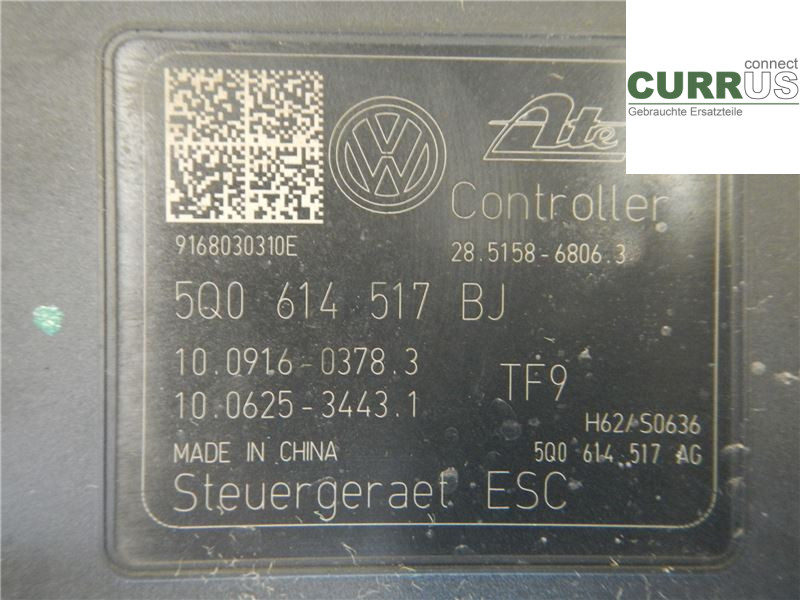 connect
CURRUS
Gebrauchte Ersatzteile
Ate
Controller
9168030310E
28.5158-6806.3
5Q0 614 517 BJ
10.0916-0378.3
TF9
10.0625-3443.1
H62/S0636
MADE IN CHINA
5Q0 614 517 AG
Steuergeraet ESC